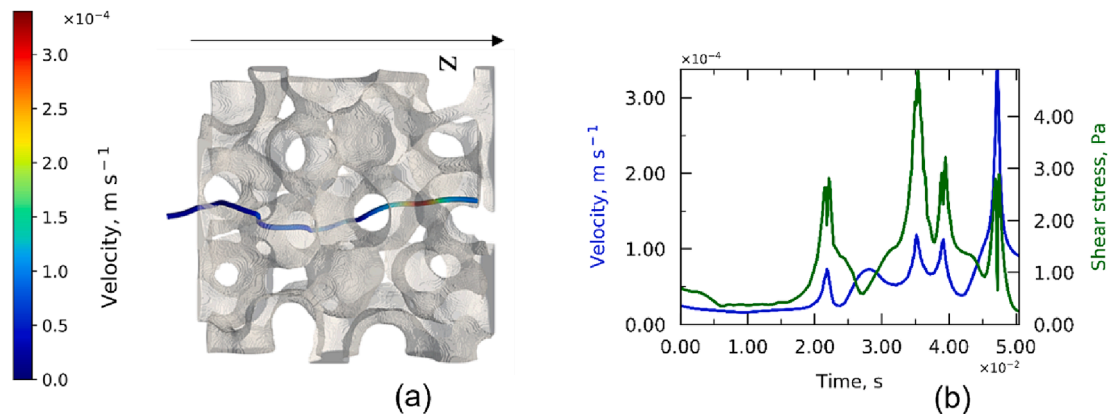 ×10⁻⁴
3.0
2.5
2.0
1.5
1.0
0.5
0.0
Velocity, m s⁻¹
Z
(a)
×10⁻⁴
3.00
2.00
1.00
0.00
Velocity, m s⁻¹
4.00
3.00
2.00
1.00
0.00
Shear stress, Pa
0.00 1.00 2.00 3.00 4.00 5.00
×10⁻²
Time, s
(b)